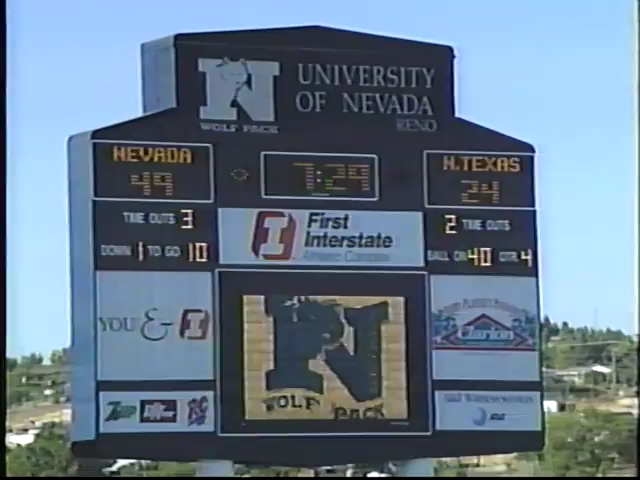 N
WOLF PACK
UNIVERSITY
OF NEVADA
RENO
NEVADA
49
7:29
N.TEXAS
24
TIME OUTS 3
DOWN 1 TO GO 10
First
Interstate
2 TIME OUTS
BALL ON 40 QTR 4
YOU &
N
WOLF PACK
AT&T